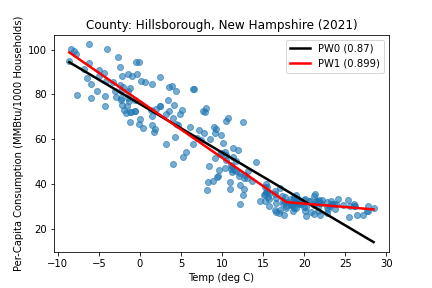 County: Hillsborough, New Hampshire (2021)
PW0 (0.87)
PW1 (0.899)
Per-Capita Consumption (MMBtu/1000 Households)
100
80
60
40
20
-10 -5 0 5 10 15 20 25 30
Temp (deg C)